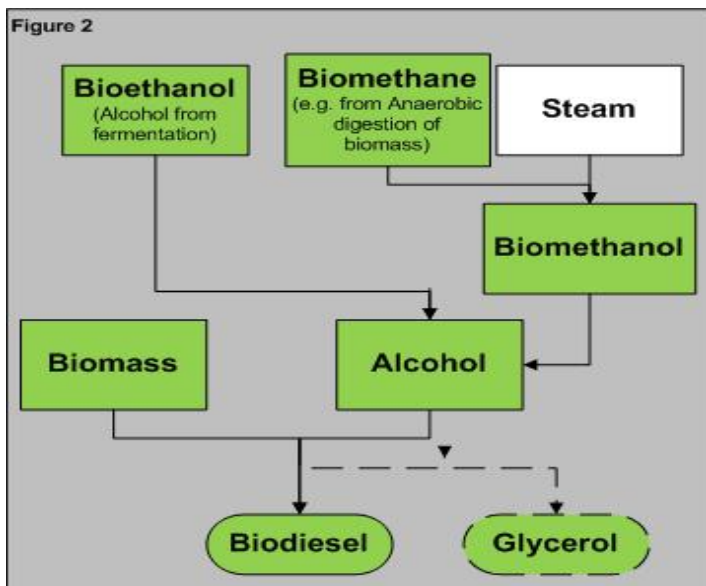 Figure 2
Bioethanol
(Alcohol from
fermentation)
Biomethane
(e.g. from Anaerobic
digestion of
biomass)
Steam
Biomethanol
Biomass
Alcohol
Biodiesel
Glycerol